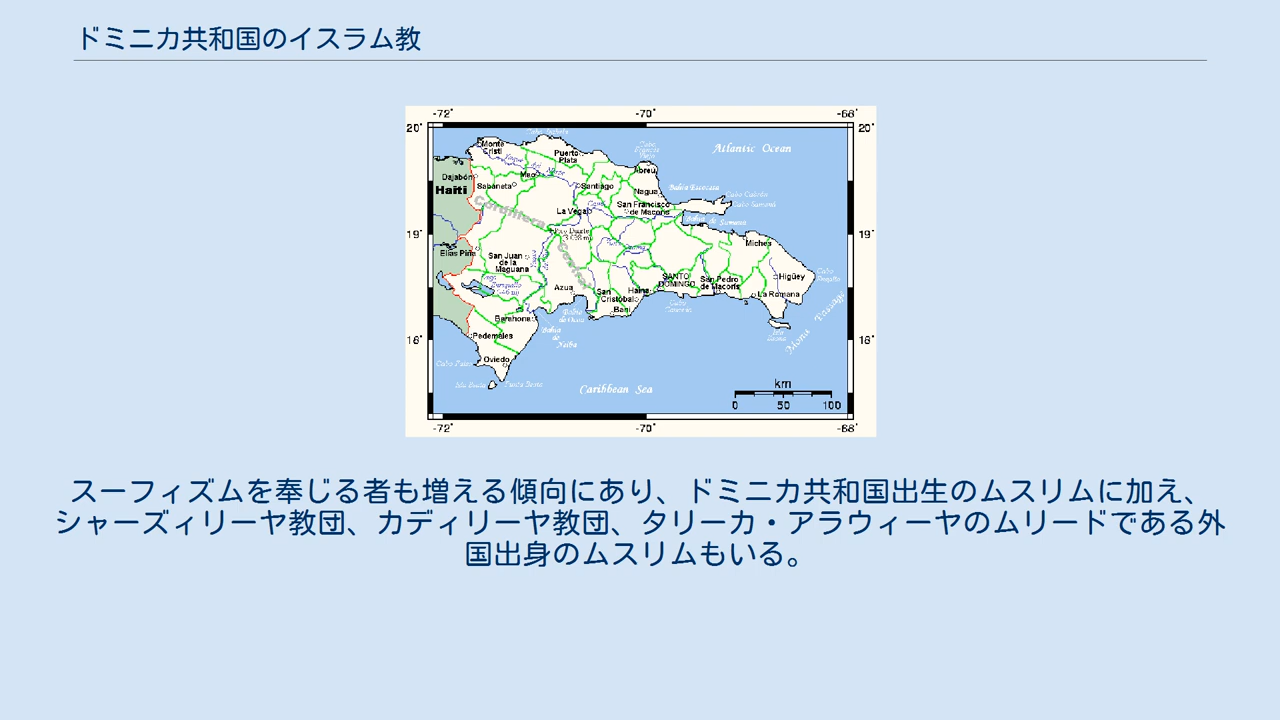 ドミニカ共和国のイスラム教
-72°
-70°
-68°
20°
20°
Atlantic Ocean
Monte
Cristi
Puerto
Plata
Dajabón
Mao
Haiti
Sabaneta
Santiago
Nagua
Cabo Samaná
La Vega
San Francisco
de Macorís
19°
19°
Miches
Elías Piña
San Juan
de la
Maguana
Higüey
SANTO
DOMINGO
San Pedro
de Macorís
Azua
San
Cristóbal
Haina
La Romana
Bani
Barahona
Mona Passage
18°
18°
Pedernales
Oviedo
Caribbean Sea
km
0 50 100
-72°
-70°
-68°
スーフィズムを奉じる者も増える傾向にあり、ドミニカ共和国出生のムスリムに加え、
シャーズィリーヤ教団、カディリーヤ教団、タリーカ・アラウィーヤのムリードである外
国出身のムスリムもいる。